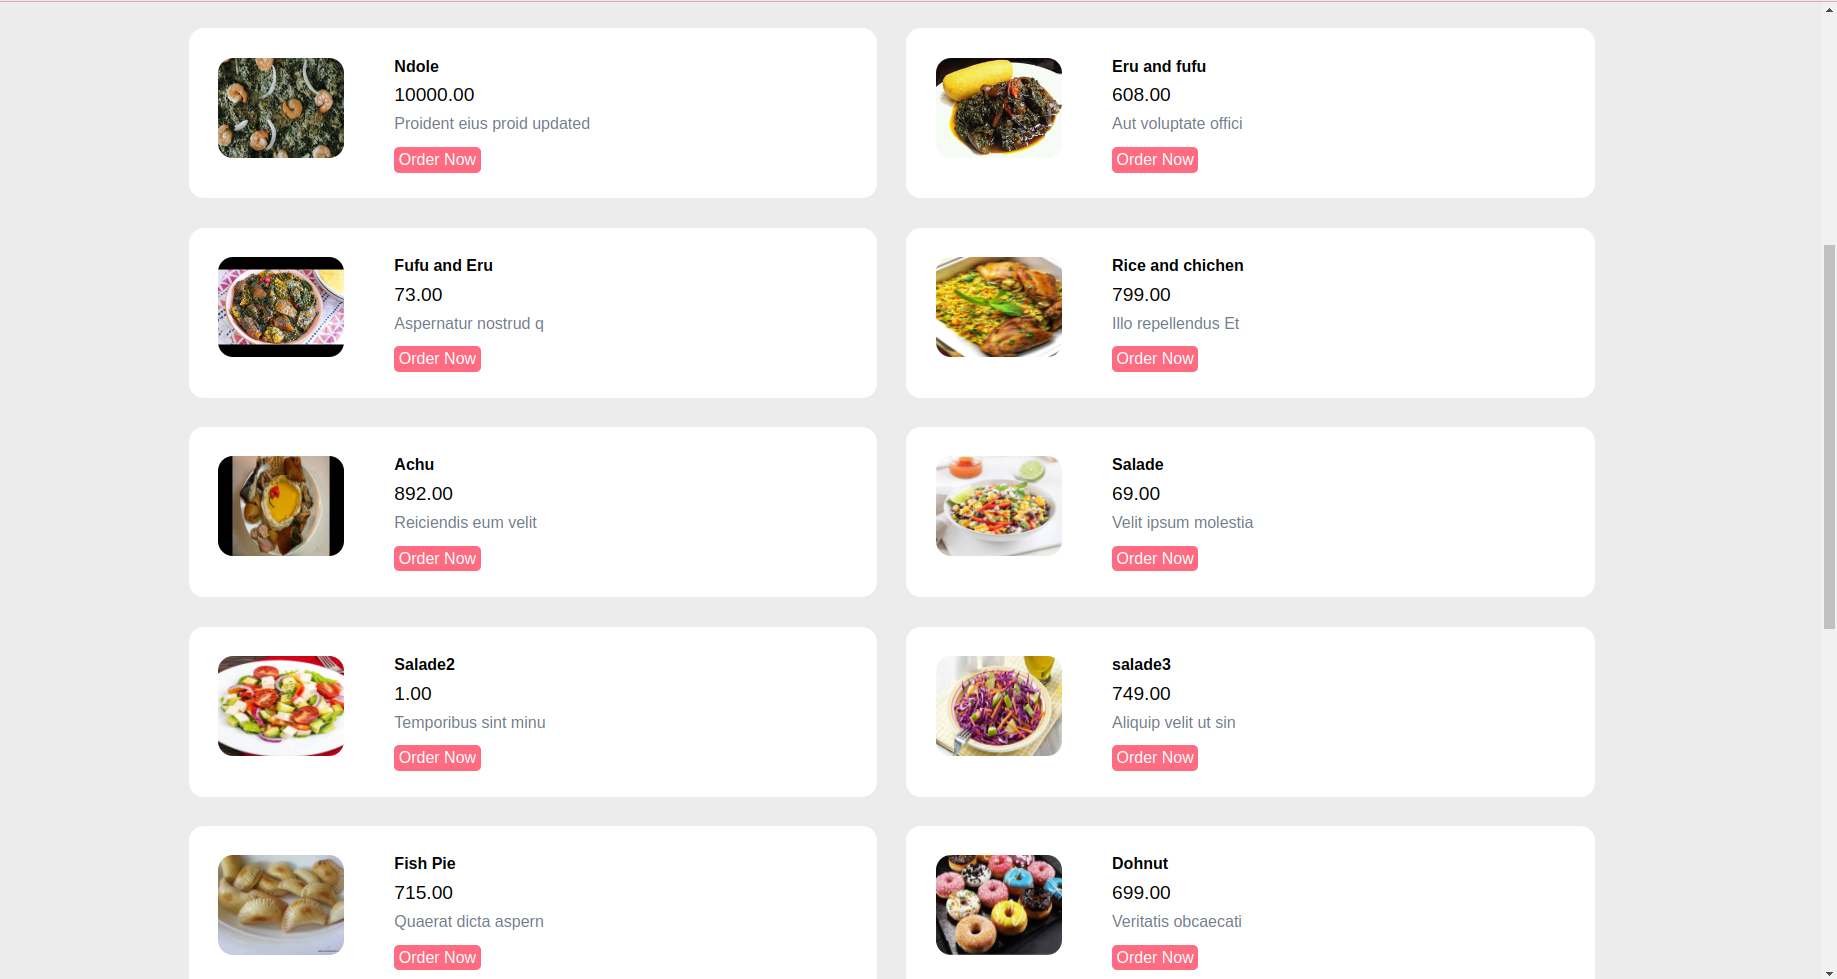 Ndole
10000.00
Proident eius proid updated
Order Now
Eru and fufu
608.00
Aut voluptate offici
Order Now
Fufu and Eru
73.00
Aspernatur nostrud q
Order Now
Rice and chichen
799.00
Illo repellendus Et
Order Now
Achu
892.00
Reiciendis eum velit
Order Now
Salade
69.00
Velit ipsum molestia
Order Now
Salade2
1.00
Temporibus sint minu
Order Now
salade3
749.00
Aliquip velit ut sin
Order Now
Fish Pie
715.00
Quaerat dicta aspern
Order Now
Dohnut
699.00
Veritatis obcaecati
Order Now